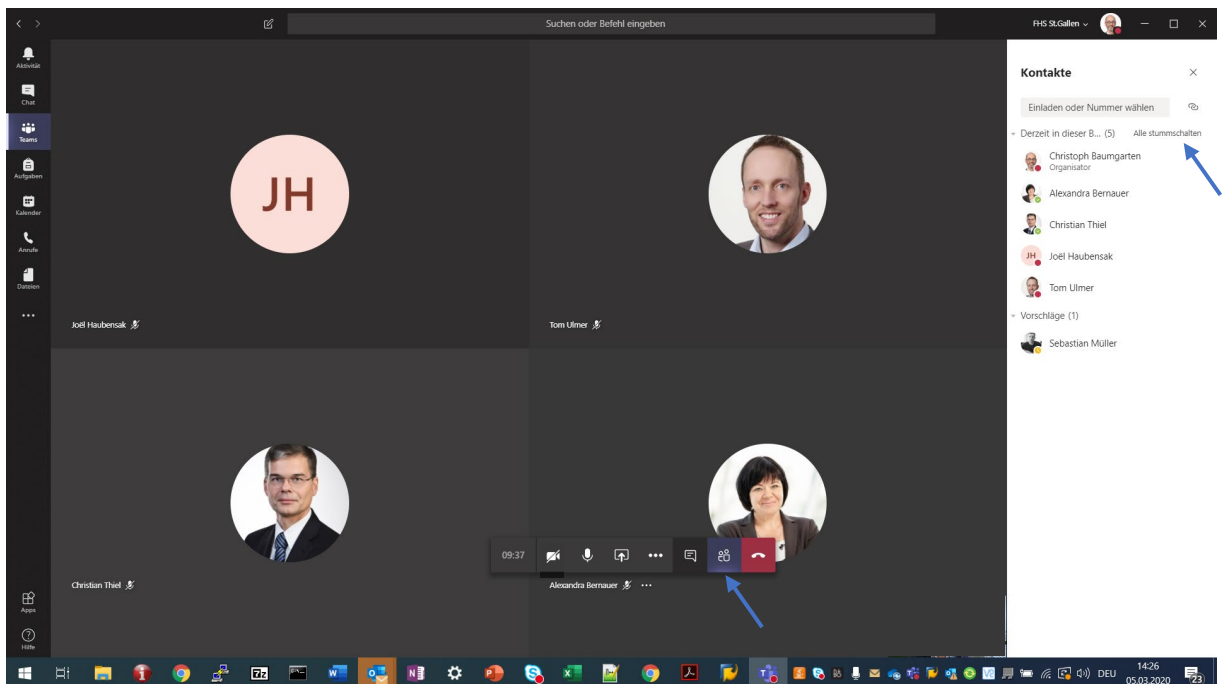 Suchen oder Befehl eingeben
FHS St.Gallen
Aktivität
Chat
Teams
Aufgaben
Kalender
Anrufe
Dateien
Apps
Hilfe
JH
Joël Haubensak
Tom Ulmer
Christian Thiel
Alexandra Bernauer
09:37
Kontakte
Einladen oder Nummer wählen
Derzeit in dieser B... (5) Alle stummschalten
Christoph Baumgarten
Organisator
Alexandra Bernauer
Christian Thiel
JH Joël Haubensak
Tom Ulmer
Vorschläge (1)
Sebastian Müller
DEU
14:26
05.03.2020
23